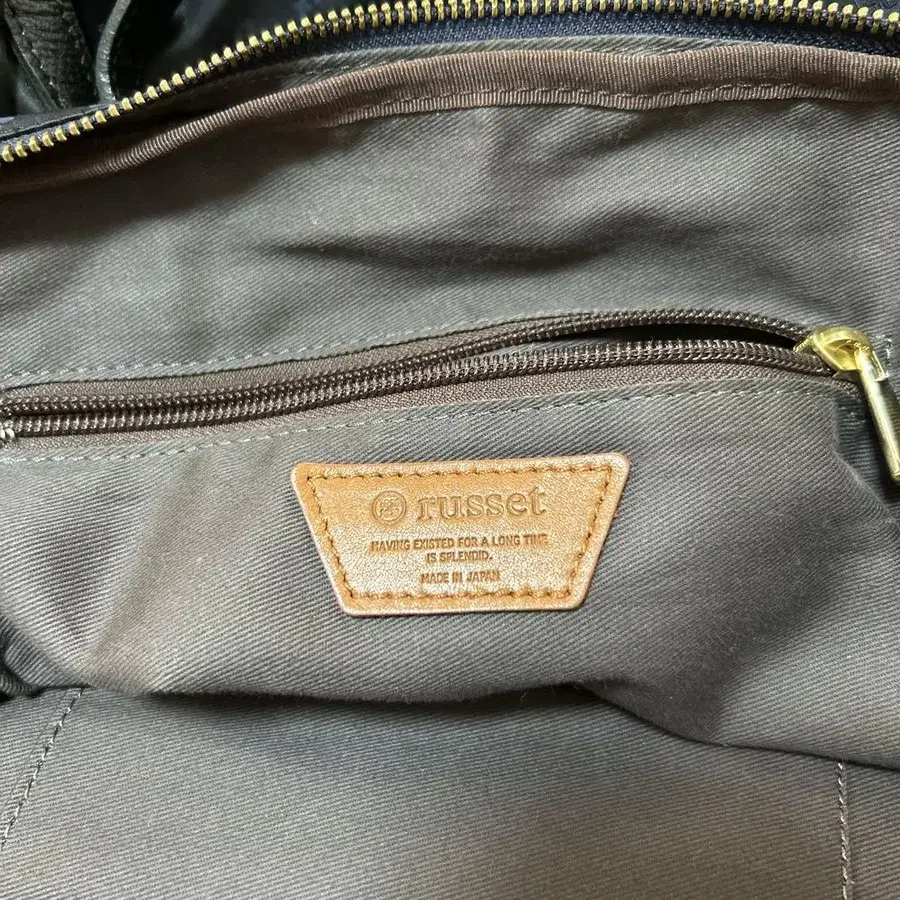 russet
HAVING EXISTED FOR A LONG TIME
IS SPLENDID.
MADE IN JAPAN